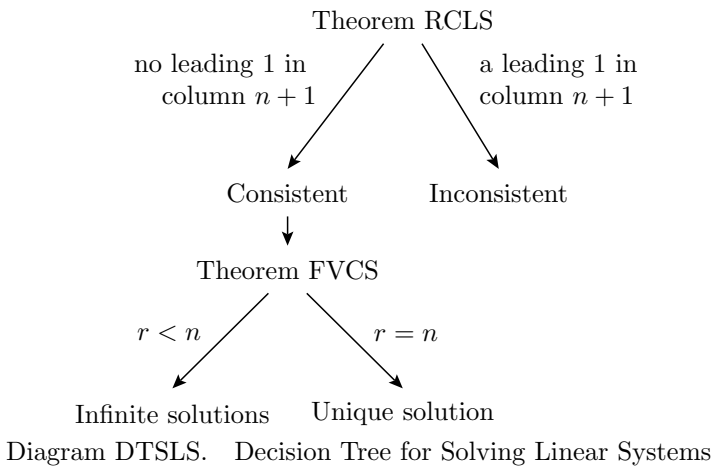 Theorem RCLS
no leading 1 in
column n + 1
a leading 1 in
column n + 1
Consistent
Inconsistent
Theorem FVCS
r < n
r = n
Infinite solutions
Unique solution
Diagram DTSLS. Decision Tree for Solving Linear Systems